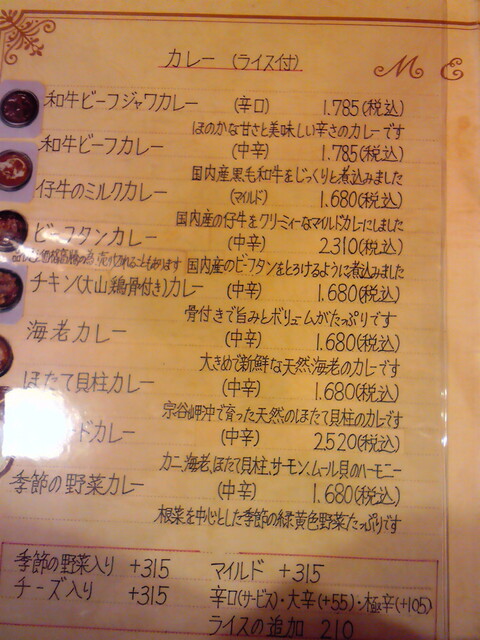 カレー (ライス付)
M E
和牛ビーフジャワカレー (辛口) 1.785(税込)
ほのかな甘さと美味しい辛さのカレーです
和牛ビーフカレー (中辛) 1.785(税込)
国内産黒毛和牛をじっくりと煮込みました
仔牛のミルクカレー (マイルド) 1.680(税込)
国内産の仔牛をクリーミィーなマイルドカレーにしました
ビーフタンカレー (中辛) 2.310(税込)
売り切れることもあります 国内産のビーフタンをとろけるように煮込みました
チキン(大山鶏骨付き)カレー (中辛) 1.680(税込)
骨付きで旨みとボリュームがたっぷりです
海老カレー (中辛) 1.680(税込)
大きめで新鮮な天然海老のカレーです
ほたて貝柱カレー (中辛) 1.680(税込)
宗谷岬沖で育った天然のほたて貝柱のカレーです
ドカレー (中辛) 2.520(税込)
カニ、海老、ほたて貝柱、サーモン、ムール貝のハーモニー
季節の野菜カレー (中辛) 1.680(税込)
根菜を中心とした季節の緑黄色野菜たっぷりです
季節の野菜入り +315 マイルド +315
チーズ入り +315 辛口(サービス)・大辛(+55)・極辛(+105)
ライスの追加 210